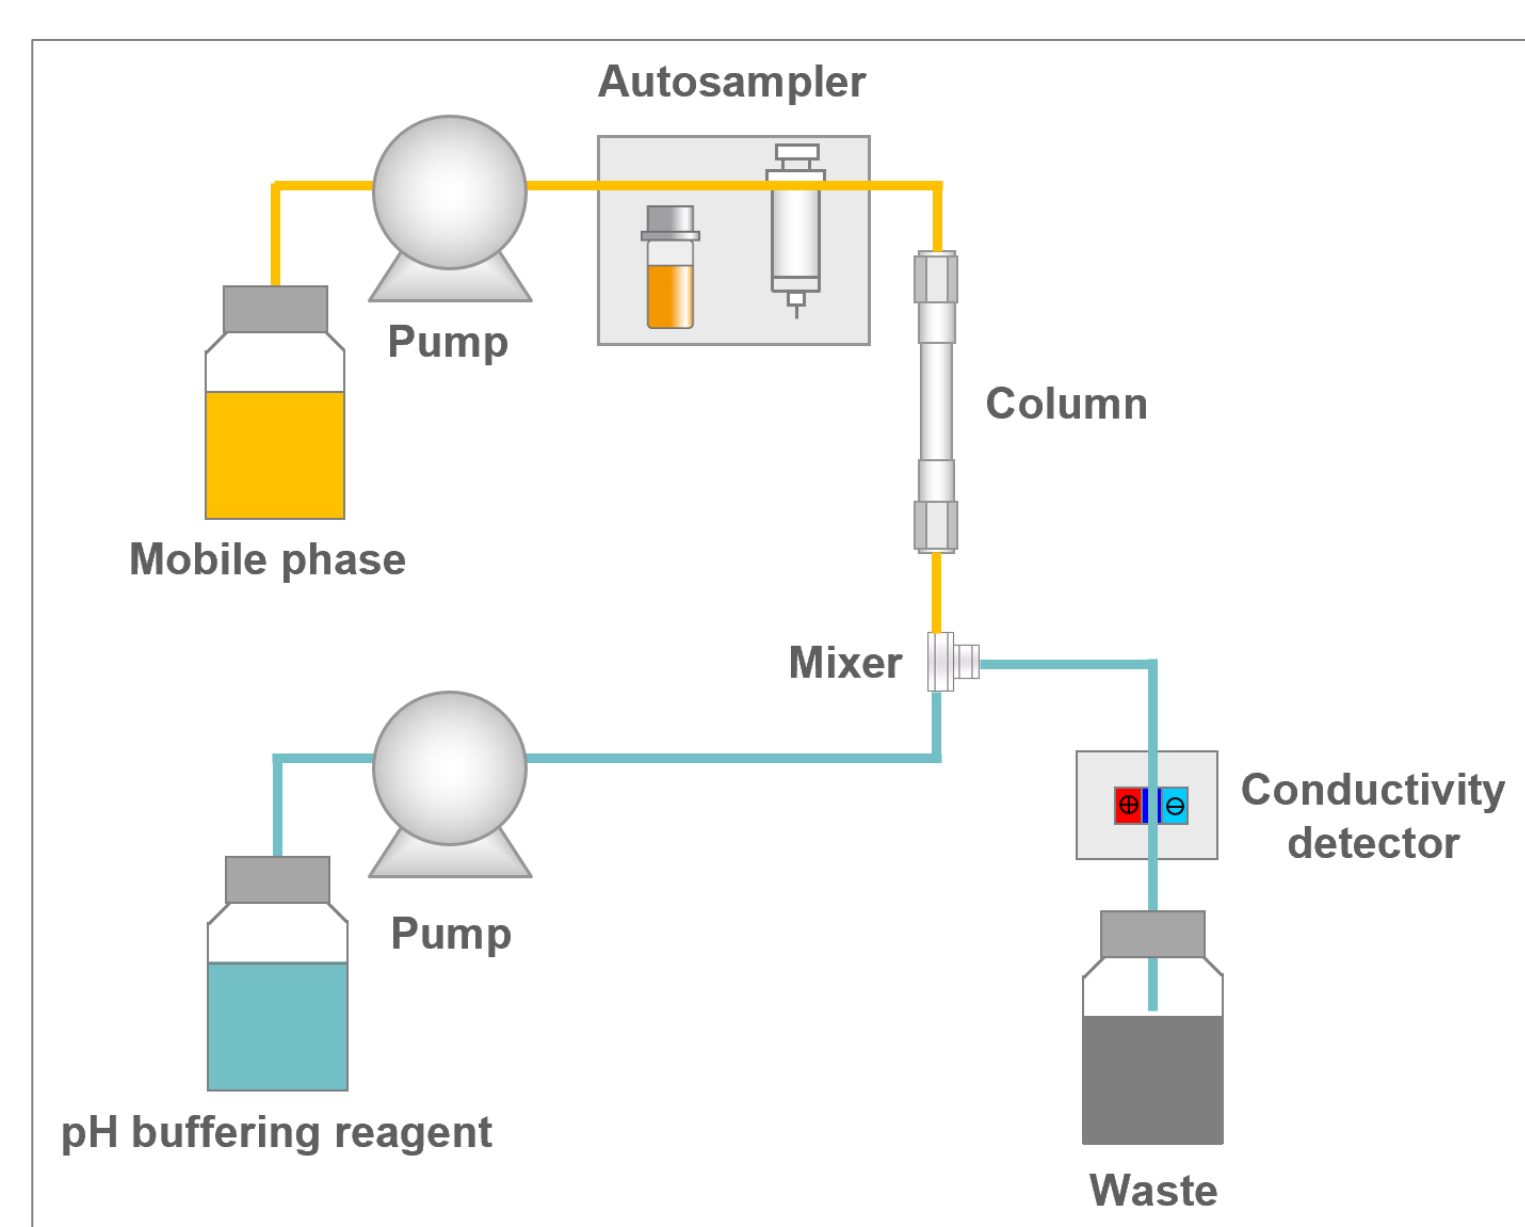 Autosampler
Pump
Column
Mobile phase
Mixer
Conductivity
detector
Pump
pH buffering reagent
Waste